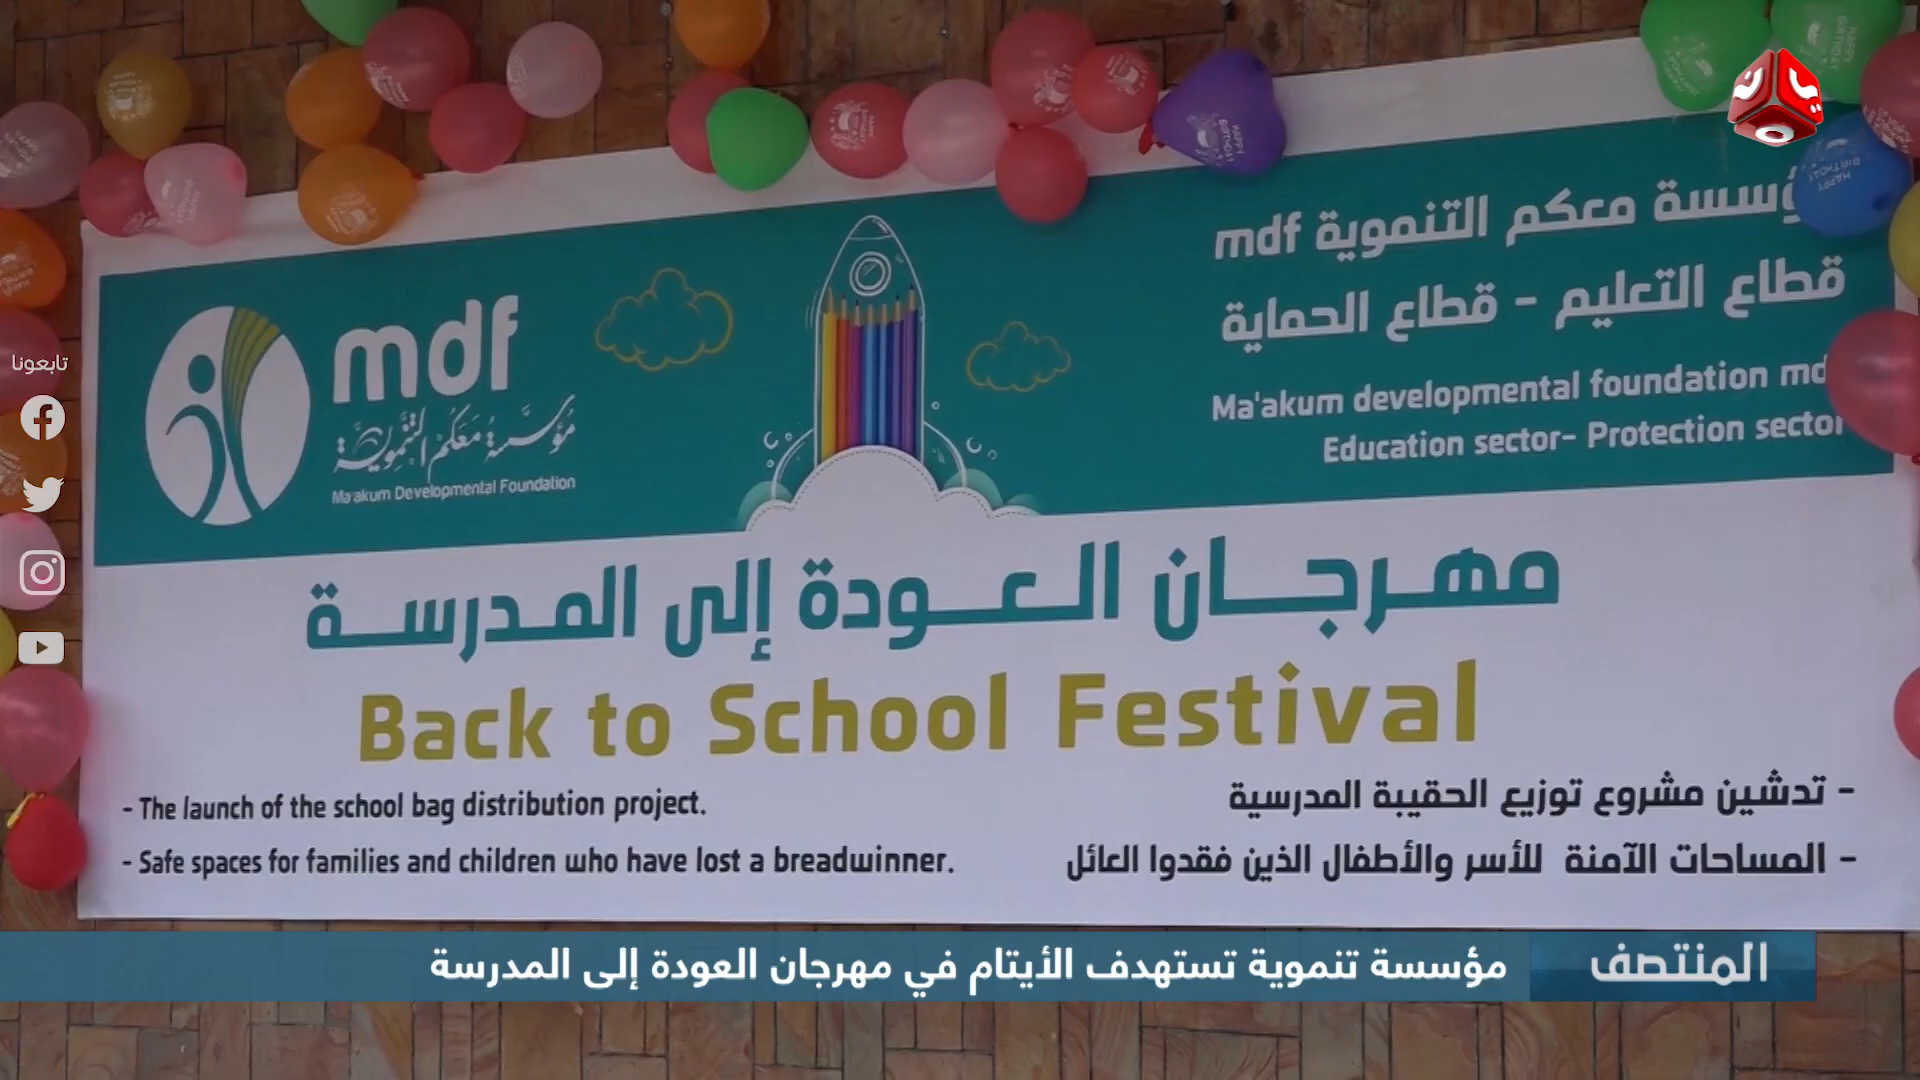 يمن
mdf مؤسسة معكم التنموية
قطاع التعليم - قطاع الحماية
Ma'akum developmental foundation
Education sector- Protection sector
mdf
مؤسسة معكم التنموية
Ma'akum Developmental Foundation
مهرجان العودة إلى المدرسة
Back to School Festival
- The launch of the school bag distribution project.
- Safe spaces for families and children who have lost a breadwinner.
- تدشين مشروع توزيع الحقيبة المدرسية
- المساحات الآمنة للأسر والأطفال الذين فقدوا العائل
تابعونا
المنتصف
مؤسسة تنموية تستهدف الأيتام في مهرجان العودة إلى المدرسة
HAPPY BIRTHDAY